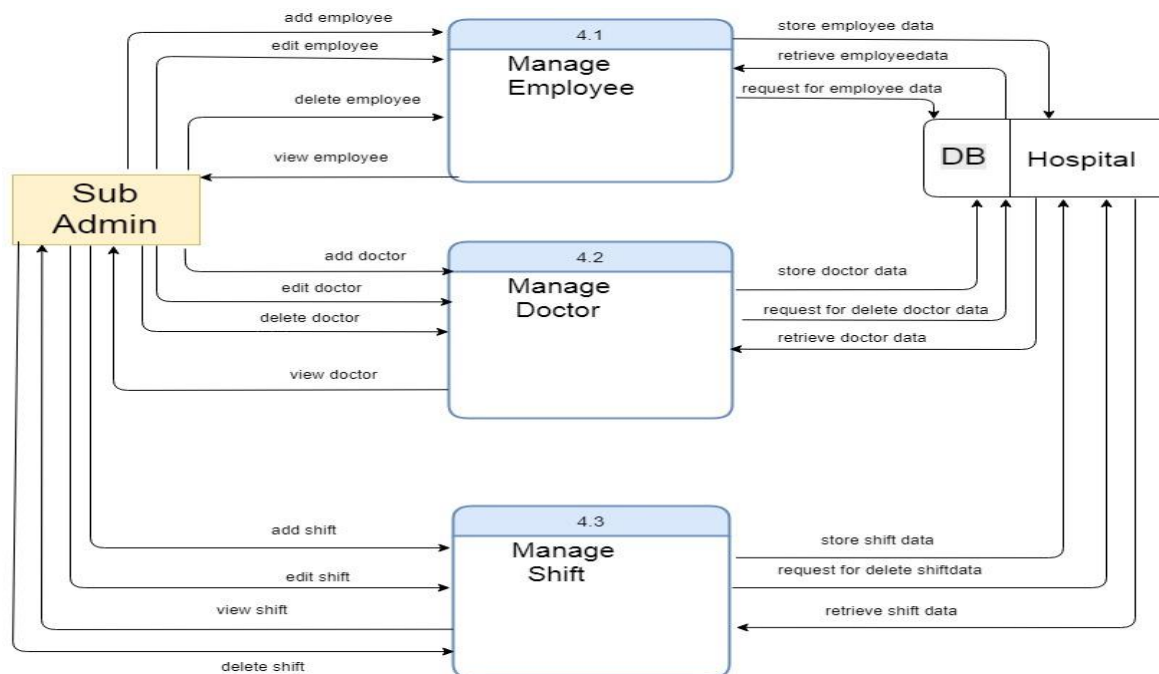 add employee
4.1
store employee data
edit employee
Manage
Employee
retrieve employeedata
request for employee data
delete employee
view employee
DB
Hospital
Sub
Admin
add doctor
4.2
store doctor data
edit doctor
Manage
Doctor
request for delete doctor data
delete doctor
retrieve doctor data
view doctor
4.3
add shift
Manage
Shift
store shift data
edit shift
request for delete shiftdata
view shift
retrieve shift data
delete shift